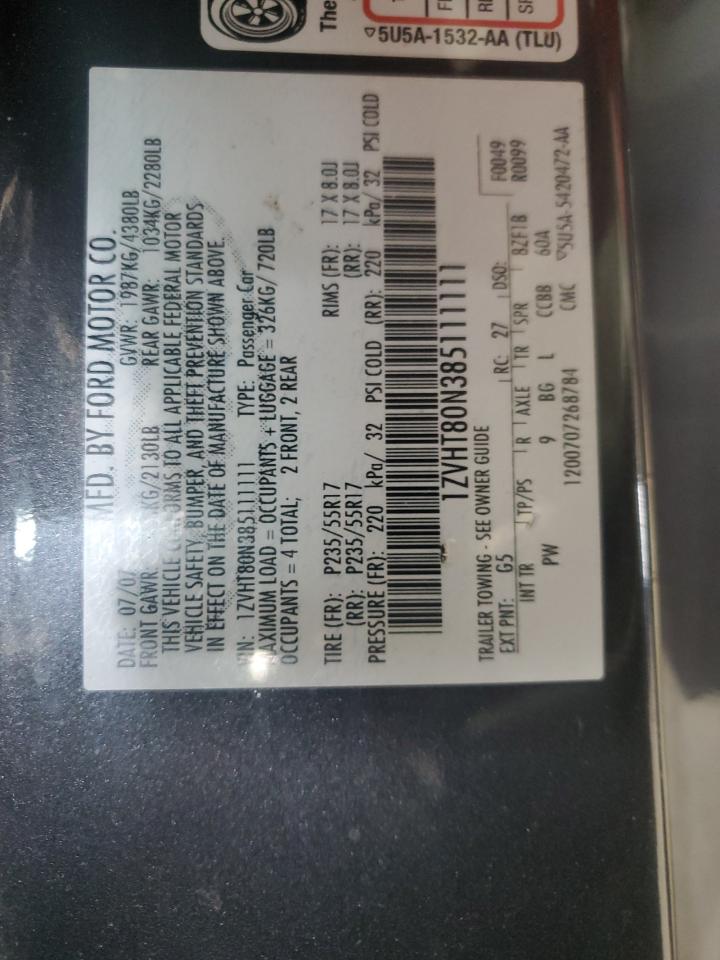 The
5U5A-1532-AA (TLU)
MFD. BY FORD MOTOR CO.
DATE: 07/07 GVWR: 1987KG/4380LB
FRONT GAWR: KG/2130LB REAR GAWR: 1034KG/2280LB
THIS VEHICLE CONFORMS TO ALL APPLICABLE FEDERAL MOTOR
VEHICLE SAFETY, BUMPER, AND THEFT PREVENTION STANDARDS
IN EFFECT ON THE DATE OF MANUFACTURE SHOWN ABOVE.
VIN: 1ZVHT80N385111111 TYPE: Passenger Car
MAXIMUM LOAD = OCCUPANTS + LUGGAGE = 326KG/ 720LB
OCCUPANTS = 4 TOTAL; 2 FRONT, 2 REAR
TIRE (FR): P235/55R17 RIMS (FR): 17 X 8.0J
(RR): P235/55R17 (RR): 17 X 8.0J
PRESSURE (FR): 220 kPa/ 32 PSI COLD (RR): 220 kPa/ 32 PSI COLD
1ZVHT80N385111111
TRAILER TOWING - SEE OWNER GUIDE
EXT PNT: G5 RC: 27 DSO: F0049
INT TR TP/PS R AXLE TR SPR BZF1B R0099
PW 9 BG L CCBB 60A
1200707268784 CMC 5U5A-5420472-AA